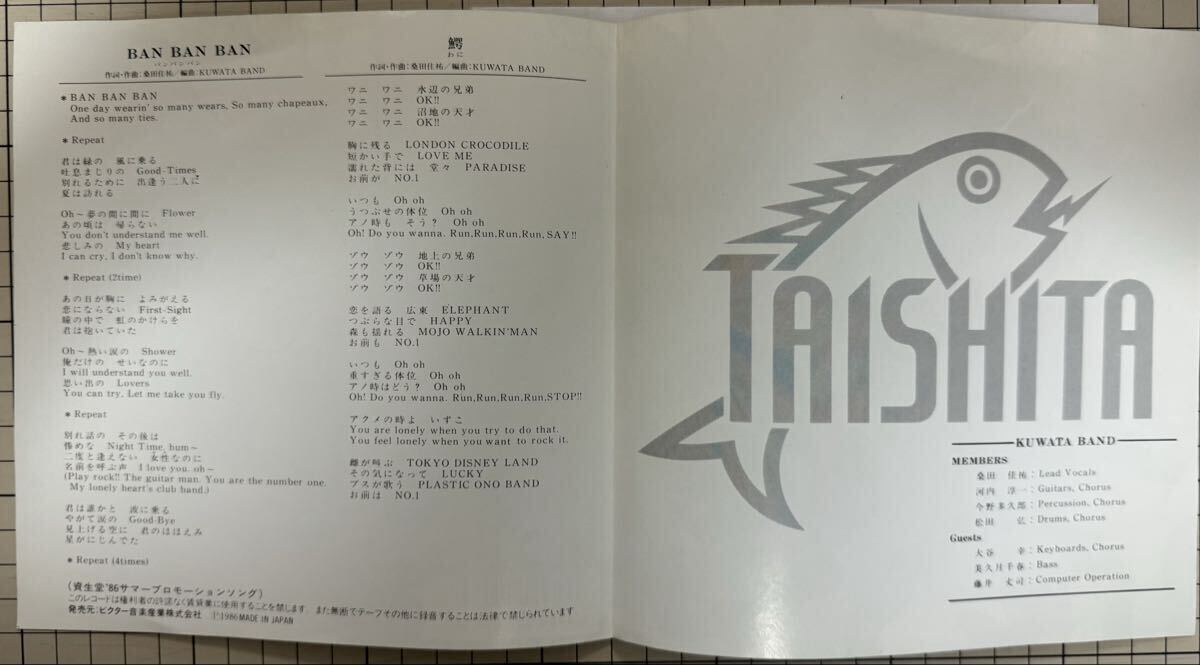 BAN BAN BAN
バンバンバン
作詞・作曲：桑田佳祐／編曲：KUWATA BAND
＊BAN BAN BAN
One day wearin' so many wears, So many chapeaux,
And so many ties.
＊Repeat
君は緑の 風に乗る
吐息まじりの Good-Times
別れるために 出逢う二人に
夏は訪れる
Oh〜夢の間に間に Flower
あの頃は 帰らない
You don't understand me well.
悲しみの My heart
I can cry, I don't know why.
＊Repeat (2time)
あの日が胸に よみがえる
恋にならない First-Sight
瞳の中で 虹のかけらを
君は抱いていた
Oh〜熱い涙の Shower
俺だけの せいなのに
I will understand you well.
思い出の Lovers
You can try, Let me take you fly.
＊Repeat
別れ話の その後は
惨めな Night Time, hum〜
二度と逢えない 女性なのに
名前を呼ぶ声 I love you, oh〜
(Play rock!! The guitar man. You are the number one.
My lonely heart's club band.)
君は誰かと 波に乗る
やがて涙の Good-Bye
見上げる空に 君のほほえみ
星がにじんでた
＊Repeat (4times)
(資生堂'86サマープロモーションソング)
このレコードは権利者の許諾なく賃貸業に使用することを禁じます。また無断でテープその他に録音することは法律で禁じられています
発売元：ビクター音楽産業株式会社 Ⓟ1986 MADE IN JAPAN
鰐
わに
作詞・作曲：桑田佳祐／編曲：KUWATA BAND
ワニ ワニ 水辺の兄弟
ワニ ワニ OK!!
ワニ ワニ 沼地の天才
ワニ ワニ OK!!
胸に残る LONDON CROCODILE
短かい手で LOVE ME
濡れた背には 堂々 PARADISE
お前が NO.1
いつも Oh oh
うつぶせの体位 Oh oh
アノ時も そう？ Oh oh
Oh! Do you wanna. Run,Run,Run,Run,SAY!!
ゾウ ゾウ 地上の兄弟
ゾウ ゾウ OK!!
ゾウ ゾウ 草場の天才
ゾウ ゾウ OK!!
恋を語る 広東 ELEPHANT
つぶらな目で HAPPY
森も揺れる MOJO WALKIN'MAN
お前も NO.1
いつも Oh oh
重すぎる体位 Oh oh
アノ時はどう？ Oh oh
Oh! Do you wanna. Run,Run,Run,Run,STOP!!
アクメの時よ いずこ
You are lonely when you try to do that.
You feel lonely when you want to rock it.
雌が叫ぶ TOKYO DISNEY LAND
その気になって LUCKY
ブスが歌う PLASTIC ONO BAND
お前は NO.1
TAISHITA
KUWATA BAND
MEMBERS
桑田 佳祐：Lead Vocals
河内 淳一：Guitars, Chorus
今野多久郎：Percussion, Chorus
松田 弘：Drums, Chorus
Guests
大谷 幸：Keyboards, Chorus
美久月千春：Bass
藤井 丈司：Computer Operation